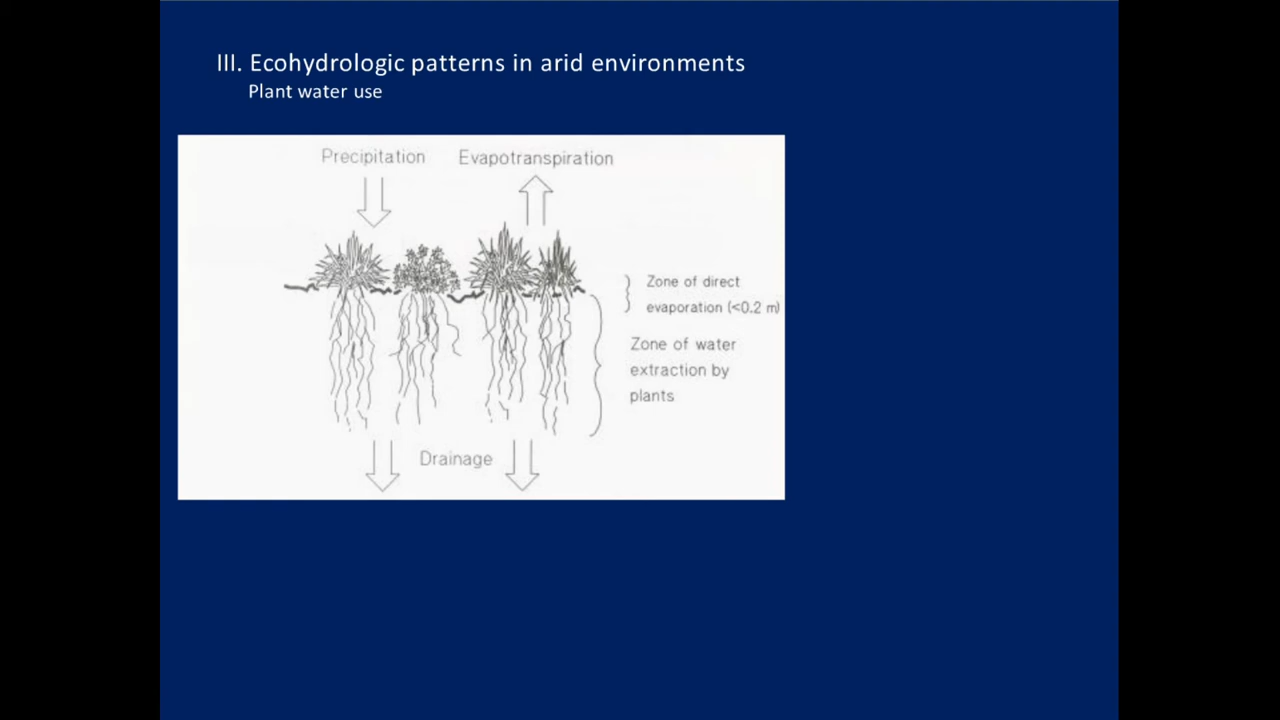 III. Ecohydrologic patterns in arid environments
Plant water use
Precipitation
Evapotranspiration
Zone of direct
evaporation (<0.2 m)
Zone of water
extraction by
plants
Drainage